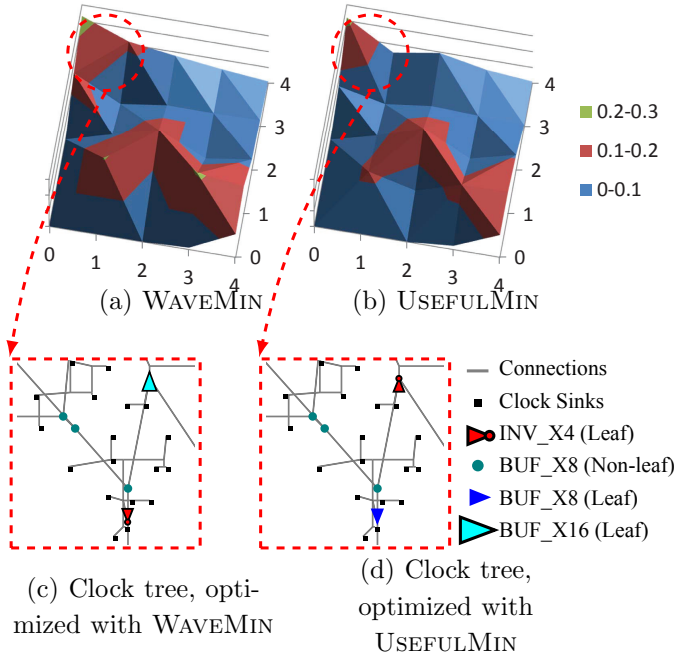 4
3
2
1
0
0
1
2
3
4
4
3
2
1
0
0
1
2
3
4
0.2-0.3
0.1-0.2
0-0.1
(a) WAVEMIN
(b) USEFULMIN
Connections
Clock Sinks
INV_X4 (Leaf)
BUF_X8 (Non-leaf)
BUF_X8 (Leaf)
BUF_X16 (Leaf)
(c) Clock tree, opti-
mized with WAVEMIN
(d) Clock tree,
optimized with
USEFULMIN